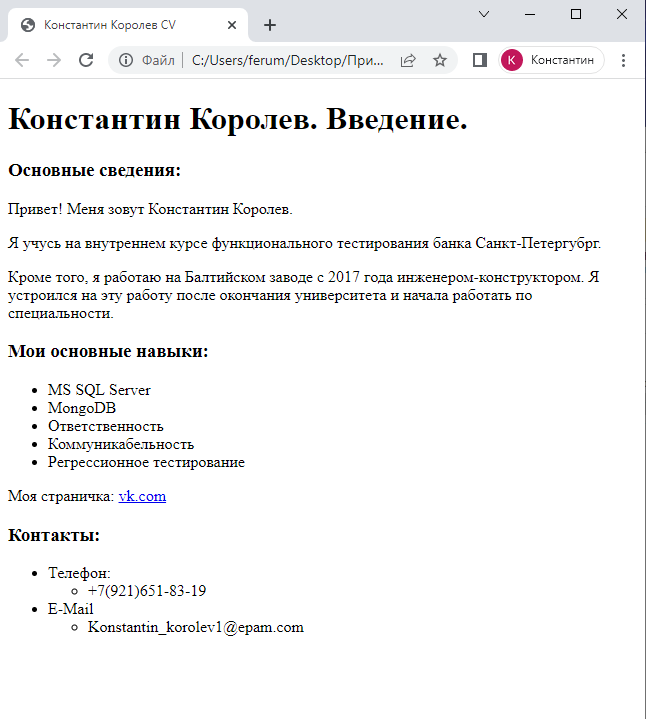 Константин Королев CV
Файл
C:/Users/ferum/Desktop/При...
K
Константин
Константин Королев. Введение.
Основные сведения:
Привет! Меня зовут Константин Королев.
Я учусь на внутреннем курсе функционального тестирования банка Санкт-Петергубрг.
Кроме того, я работаю на Балтийском заводе с 2017 года инженером-конструктором. Я
устроился на эту работу после окончания университета и начала работать по
специальности.
Мои основные навыки:
MS SQL Server
MongoDB
Ответственность
Коммуникабельность
Регрессионное тестирование
Моя страничка: vk.com
Контакты:
Телефон:
+7(921)651-83-19
E-Mail
Konstantin_korolev1@epam.com